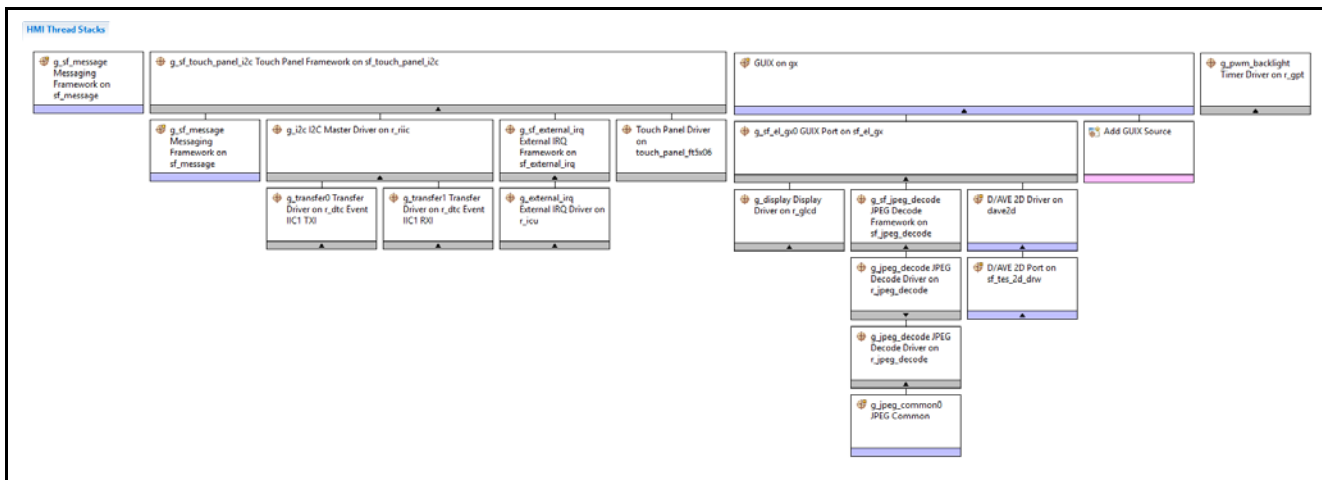 HMI Thread Stacks
g_sf_message
Messaging
Framework on
sf_message
g_sf_touch_panel_i2c Touch Panel Framework on sf_touch_panel_i2c
GUIX on gx
g_pwm_backlight
Timer Driver on r_gpt
g_sf_message
Messaging
Framework on
sf_message
g_i2c I2C Master Driver on r_riic
g_sf_external_irq
External IRQ
Framework on
sf_external_irq
Touch Panel Driver
on
touch_panel_ft5x06
g_sf_el_gx0 GUIX Port on sf_el_gx
Add GUIX Source
g_transfer0 Transfer
Driver on r_dtc Event
IIC1 TXI
g_transfer1 Transfer
Driver on r_dtc Event
IIC1 RXI
g_external_irq
External IRQ Driver on
r_icu
g_display Display
Driver on r_glcd
g_sf_jpeg_decode
JPEG Decode
Framework on
sf_jpeg_decode
D/AVE 2D Driver on
dave2d
g_jpeg_decode JPEG
Decode Driver on
r_jpeg_decode
D/AVE 2D Port on
sf_tes_2d_drw
g_jpeg_decode JPEG
Decode Driver on
r_jpeg_decode
g_jpeg_common0
JPEG Common